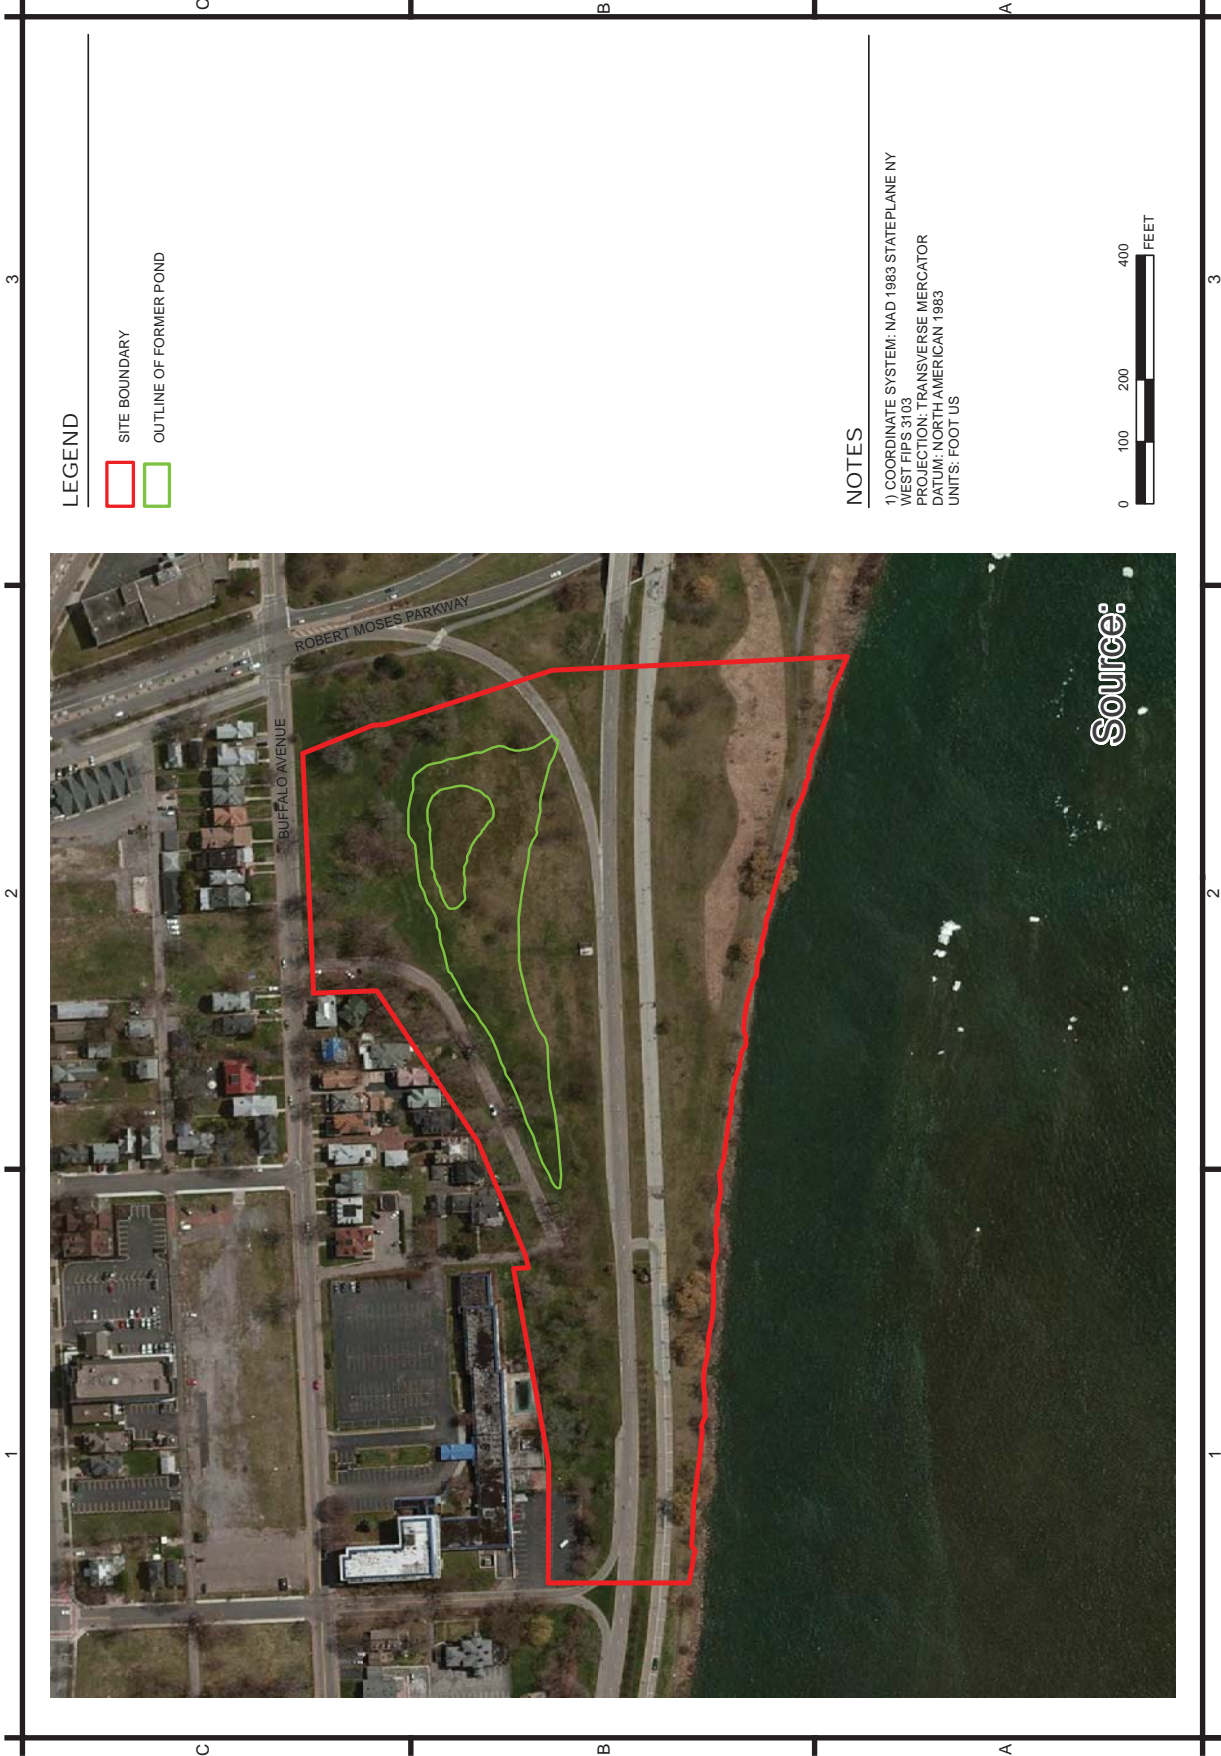 C
B
A
1
2
3
BUFFALO AVENUE
ROBERT MOSES PARKWAY
Source:
LEGEND
SITE BOUNDARY
OUTLINE OF FORMER POND
NOTES
1) COORDINATE SYSTEM: NAD 1983 STATEPLANE NY
WEST FIPS 3103
PROJECTION: TRANSVERSE MERCATOR
DATUM: NORTH AMERICAN 1983
UNITS: FOOT US
0 100 200 400
FEET
1
2
3
C
B
A